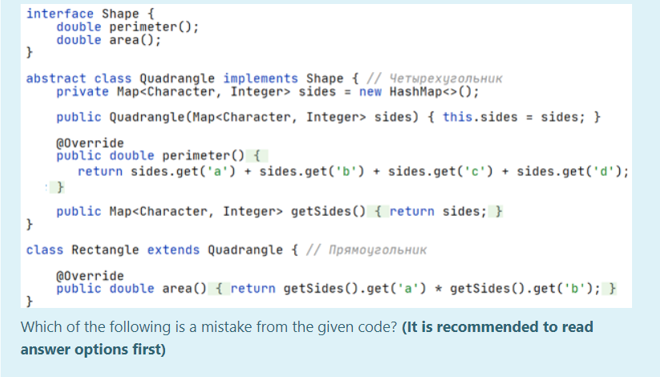 interface Shape {
double perimeter();
double area();
}
abstract class Quadrangle implements Shape { // Четырехугольник
private Map<Character, Integer> sides = new HashMap<>();
public Quadrangle(Map<Character, Integer> sides) { this.sides = sides; }
@Override
public double perimeter() {
return sides.get('a') + sides.get('b') + sides.get('c') + sides.get('d');
}
public Map<Character, Integer> getSides() { return sides; }
}
class Rectangle extends Quadrangle { // Прямоугольник
@Override
public double area() { return getSides().get('a') * getSides().get('b'); }
}
Which of the following is a mistake from the given code? (It is recommended to read
answer options first)